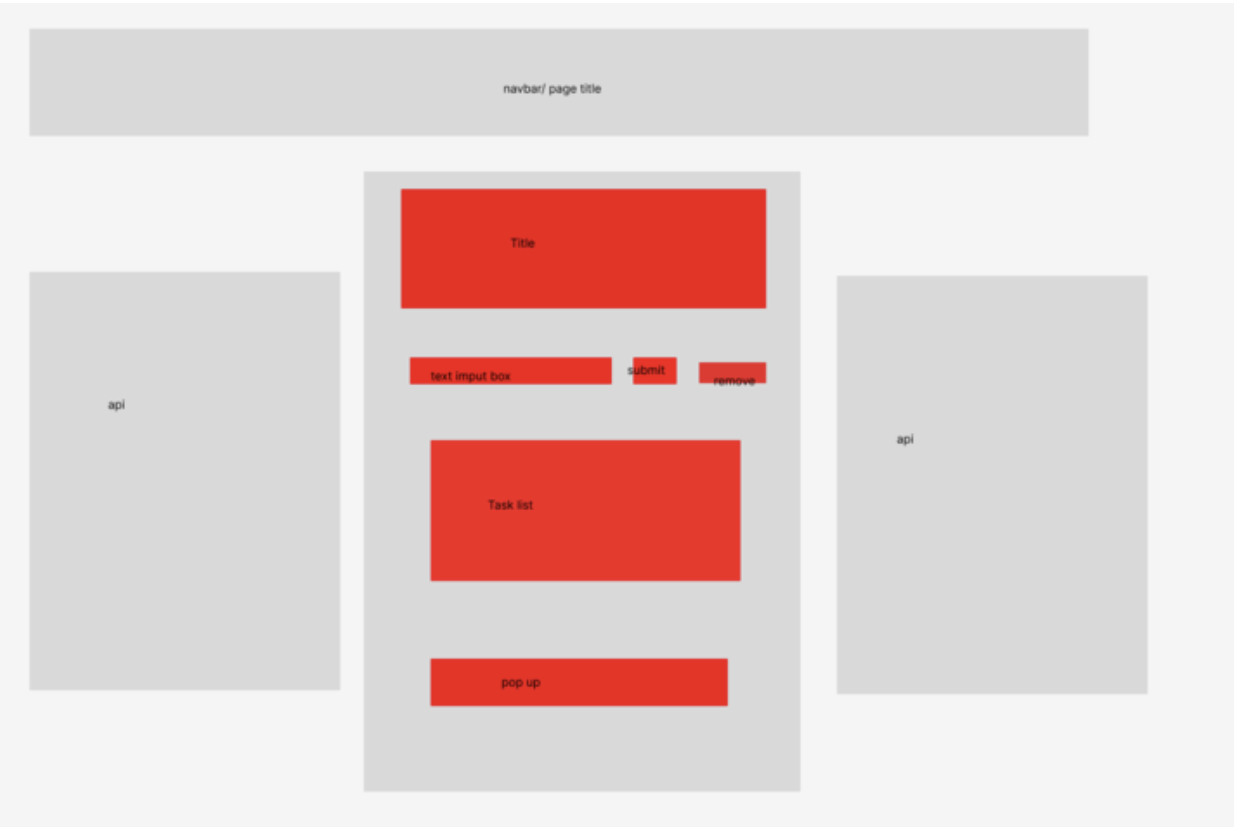 navbar/ page title
Title
text imput box
submit
remove
api
api
Task list
pop up